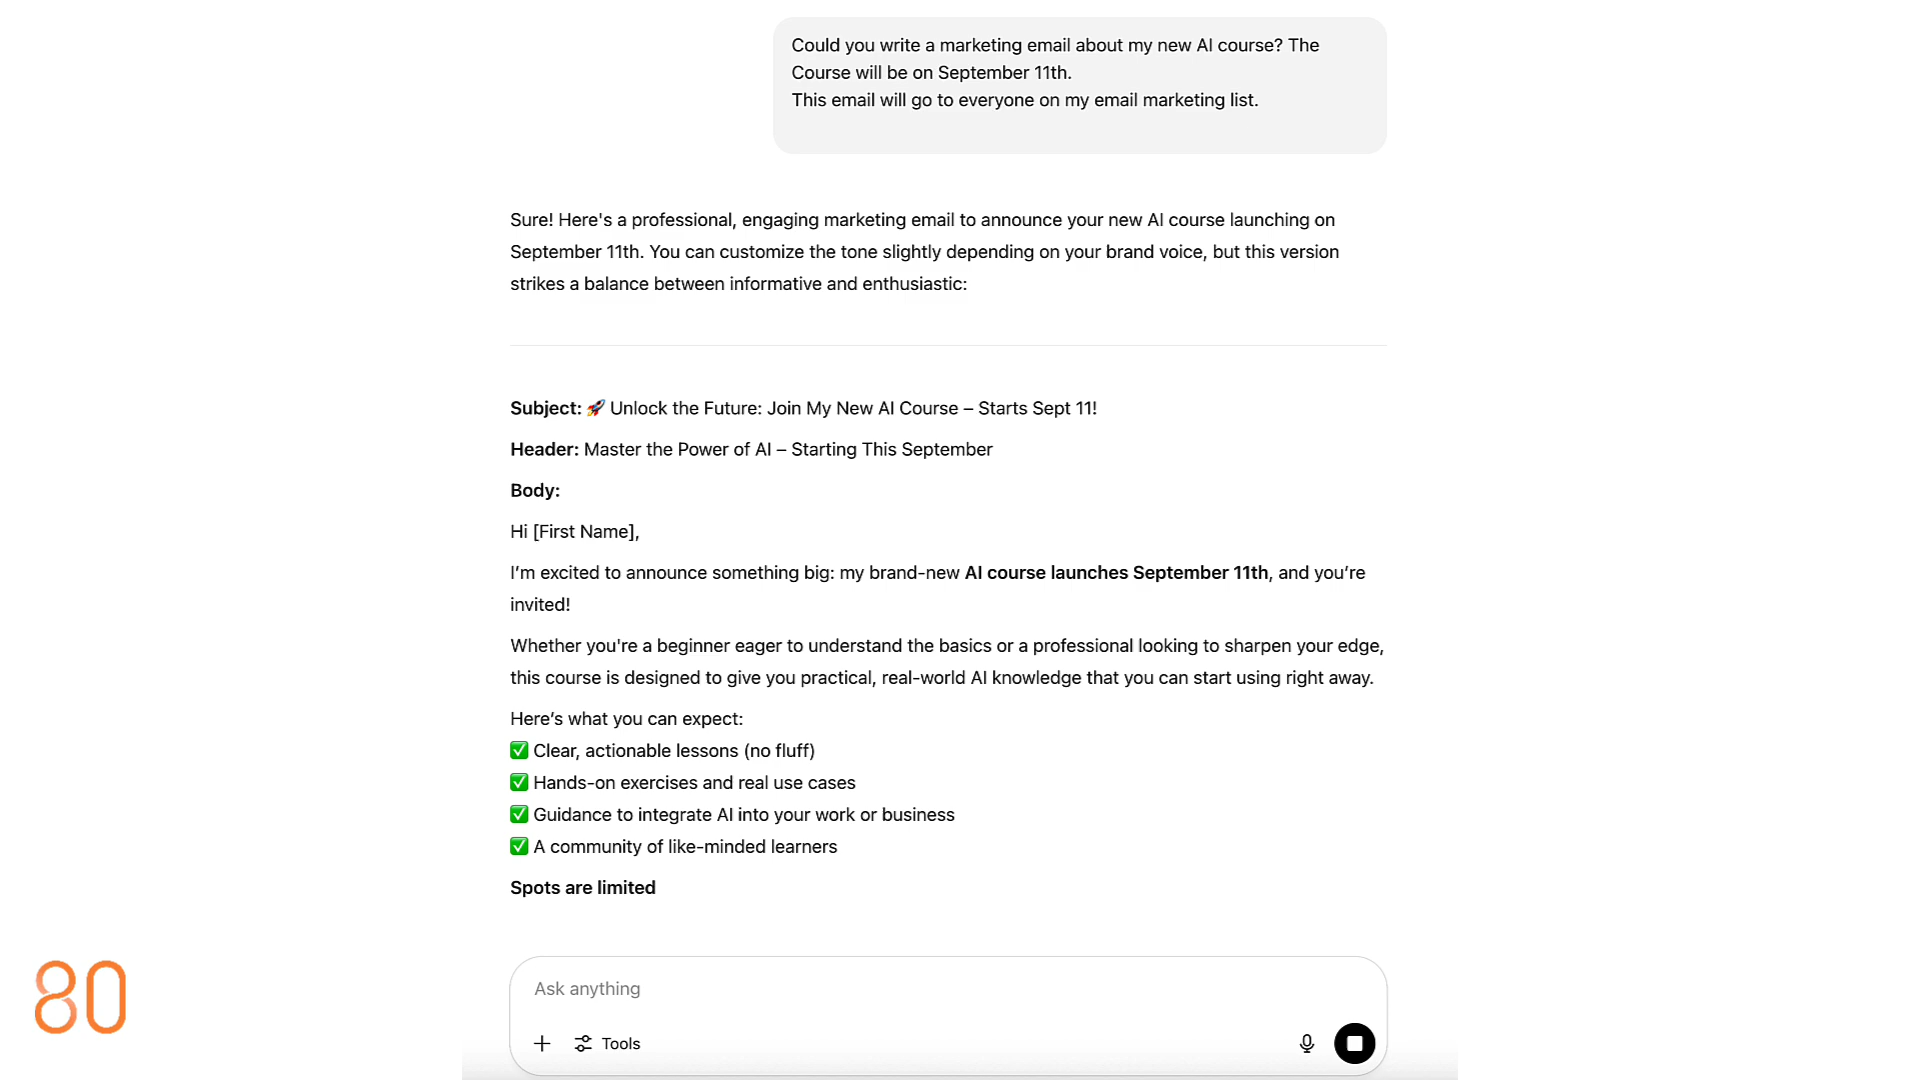 Could you write a marketing email about my new AI course? The
Course will be on September 11th.
This email will go to everyone on my email marketing list.
Sure! Here's a professional, engaging marketing email to announce your new AI course launching on
September 11th. You can customize the tone slightly depending on your brand voice, but this version
strikes a balance between informative and enthusiastic:
Subject: 🚀 Unlock the Future: Join My New AI Course – Starts Sept 11!
Header: Master the Power of AI – Starting This September
Body:
Hi [First Name],
I’m excited to announce something big: my brand-new AI course launches September 11th, and you’re
invited!
Whether you're a beginner eager to understand the basics or a professional looking to sharpen your edge,
this course is designed to give you practical, real-world AI knowledge that you can start using right away.
Here’s what you can expect:
✅ Clear, actionable lessons (no fluff)
✅ Hands-on exercises and real use cases
✅ Guidance to integrate AI into your work or business
✅ A community of like-minded learners
Spots are limited
Ask anything
Tools
80